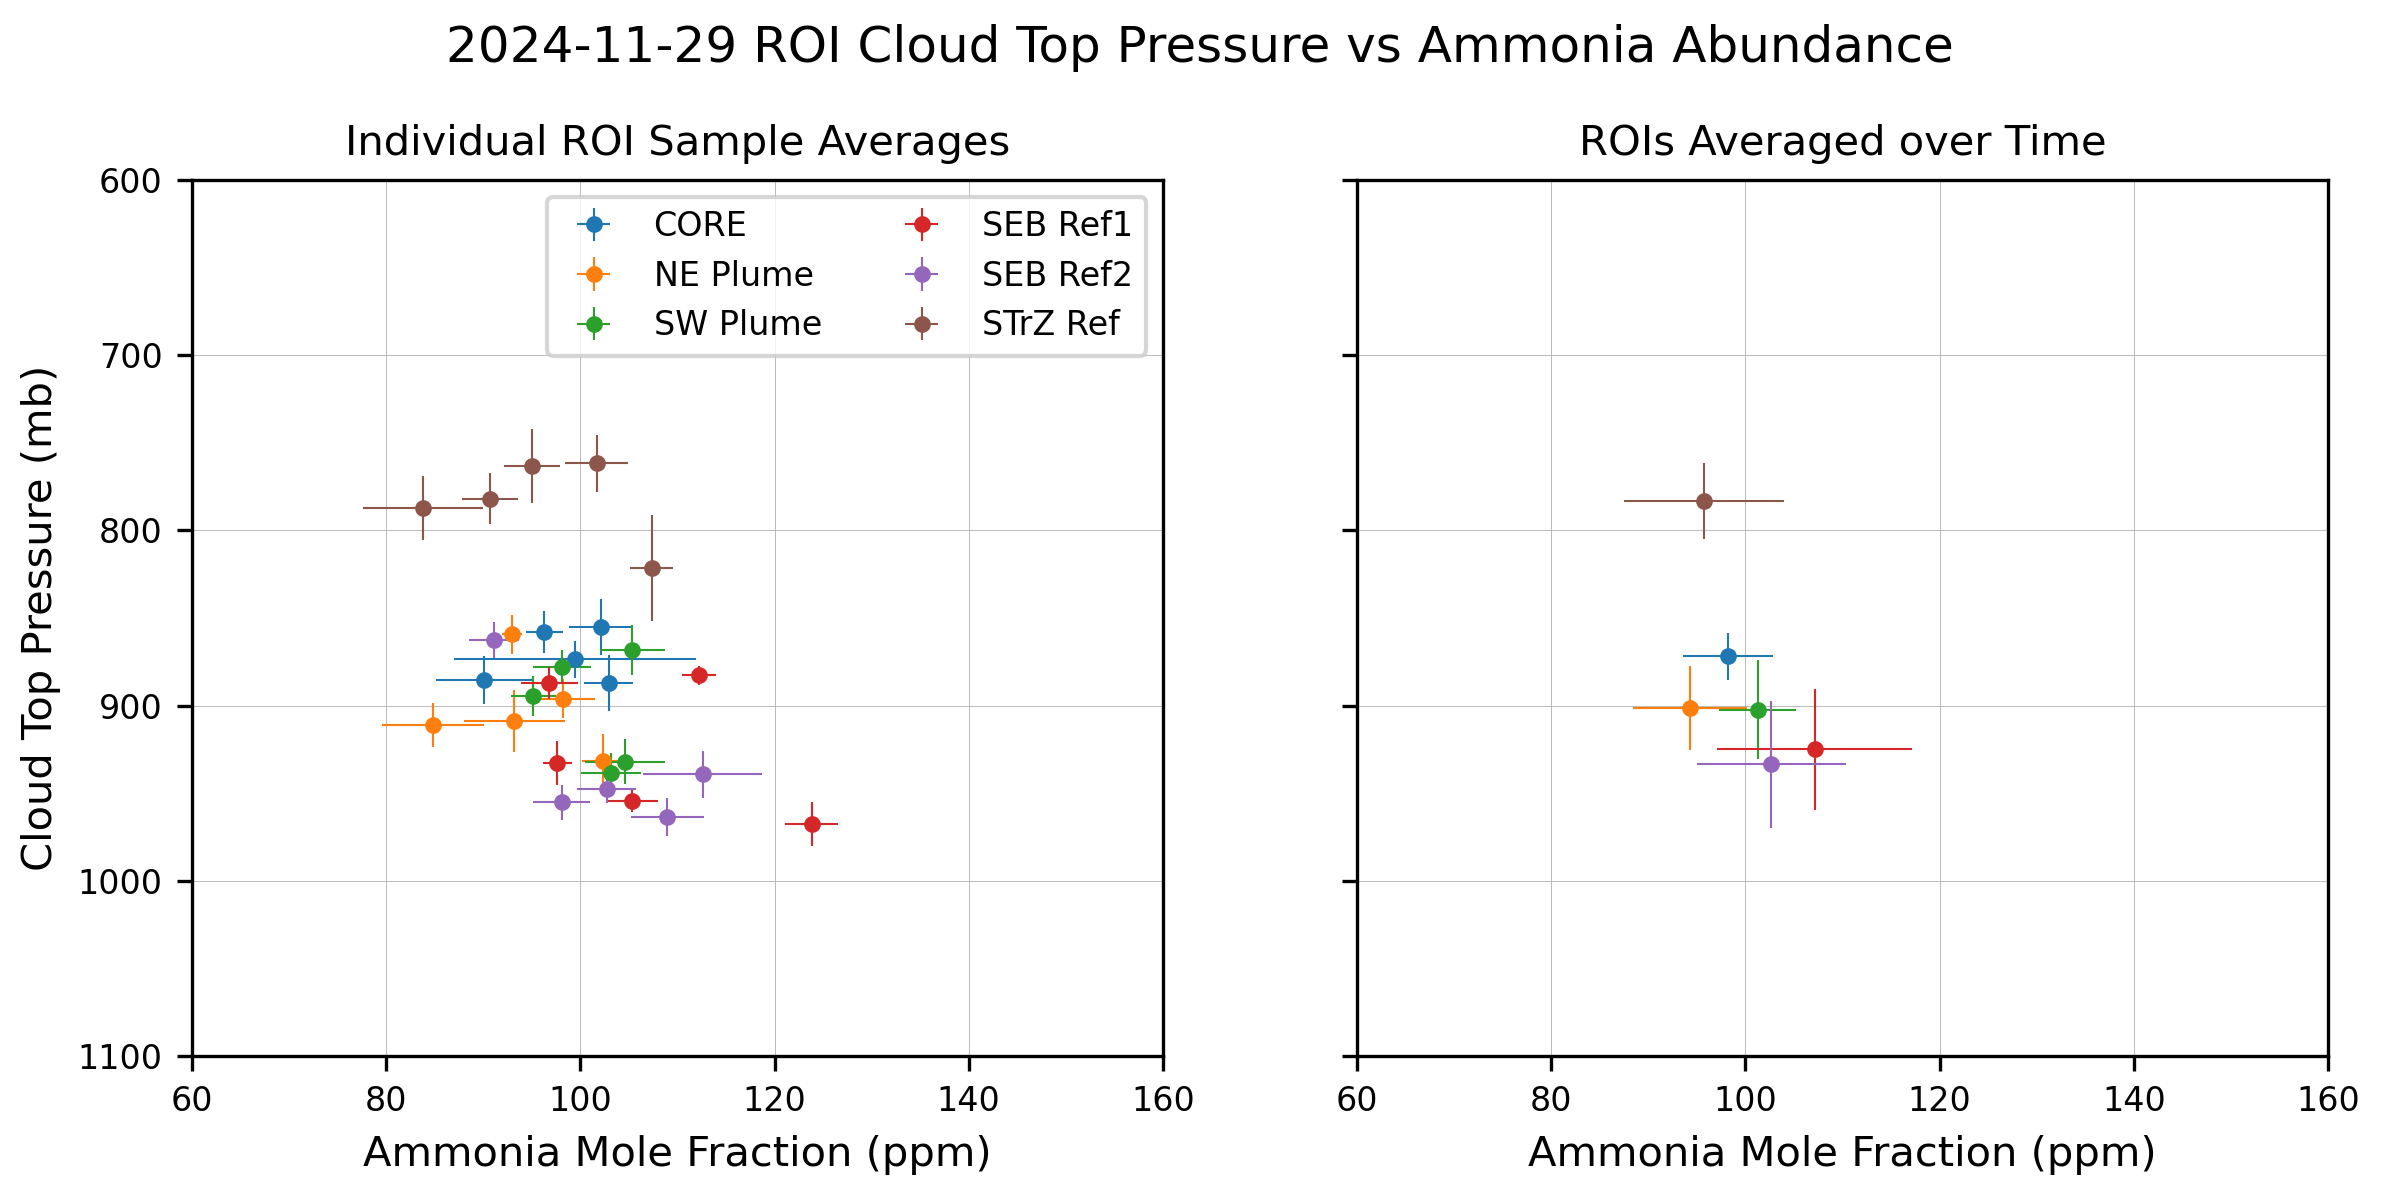 2024-11-29 ROI Cloud Top Pressure vs Ammonia Abundance
Individual ROI Sample Averages
ROIs Averaged over Time
CORE
NE Plume
SW Plume
SEB Ref1
SEB Ref2
STrZ Ref
Cloud Top Pressure (mb)
600
700
800
900
1000
1100
60 80 100 120 140 160
60 80 100 120 140 160
Ammonia Mole Fraction (ppm)
Ammonia Mole Fraction (ppm)